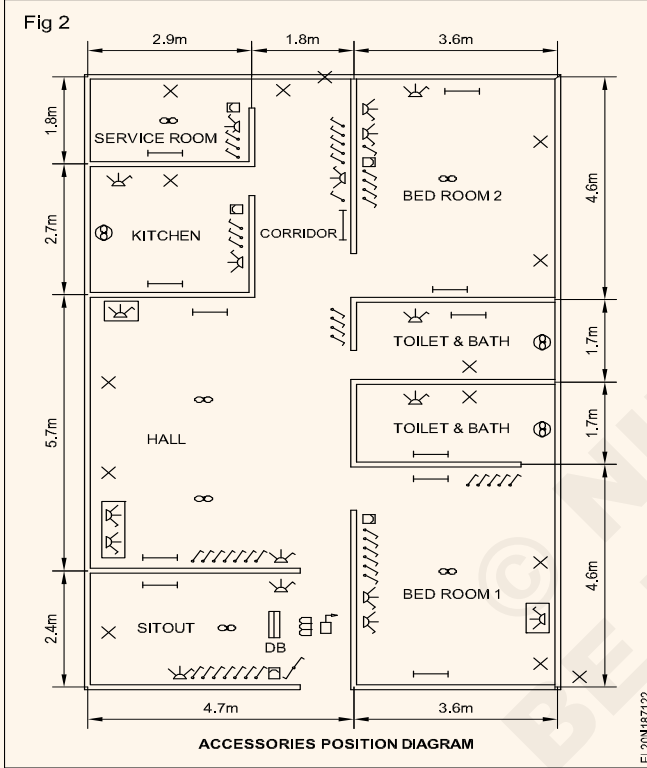 Fig 2
2.9m
1.8m
3.6m
1.8m
SERVICE ROOM
2.7m
KITCHEN
CORRIDOR
BED ROOM 2
4.6m
TOILET & BATH
1.7m
5.7m
HALL
TOILET & BATH
1.7m
BED ROOM 1
4.6m
2.4m
SITOUT
DB
4.7m
3.6m
ACCESSORIES POSITION DIAGRAM
EL20N187122
©